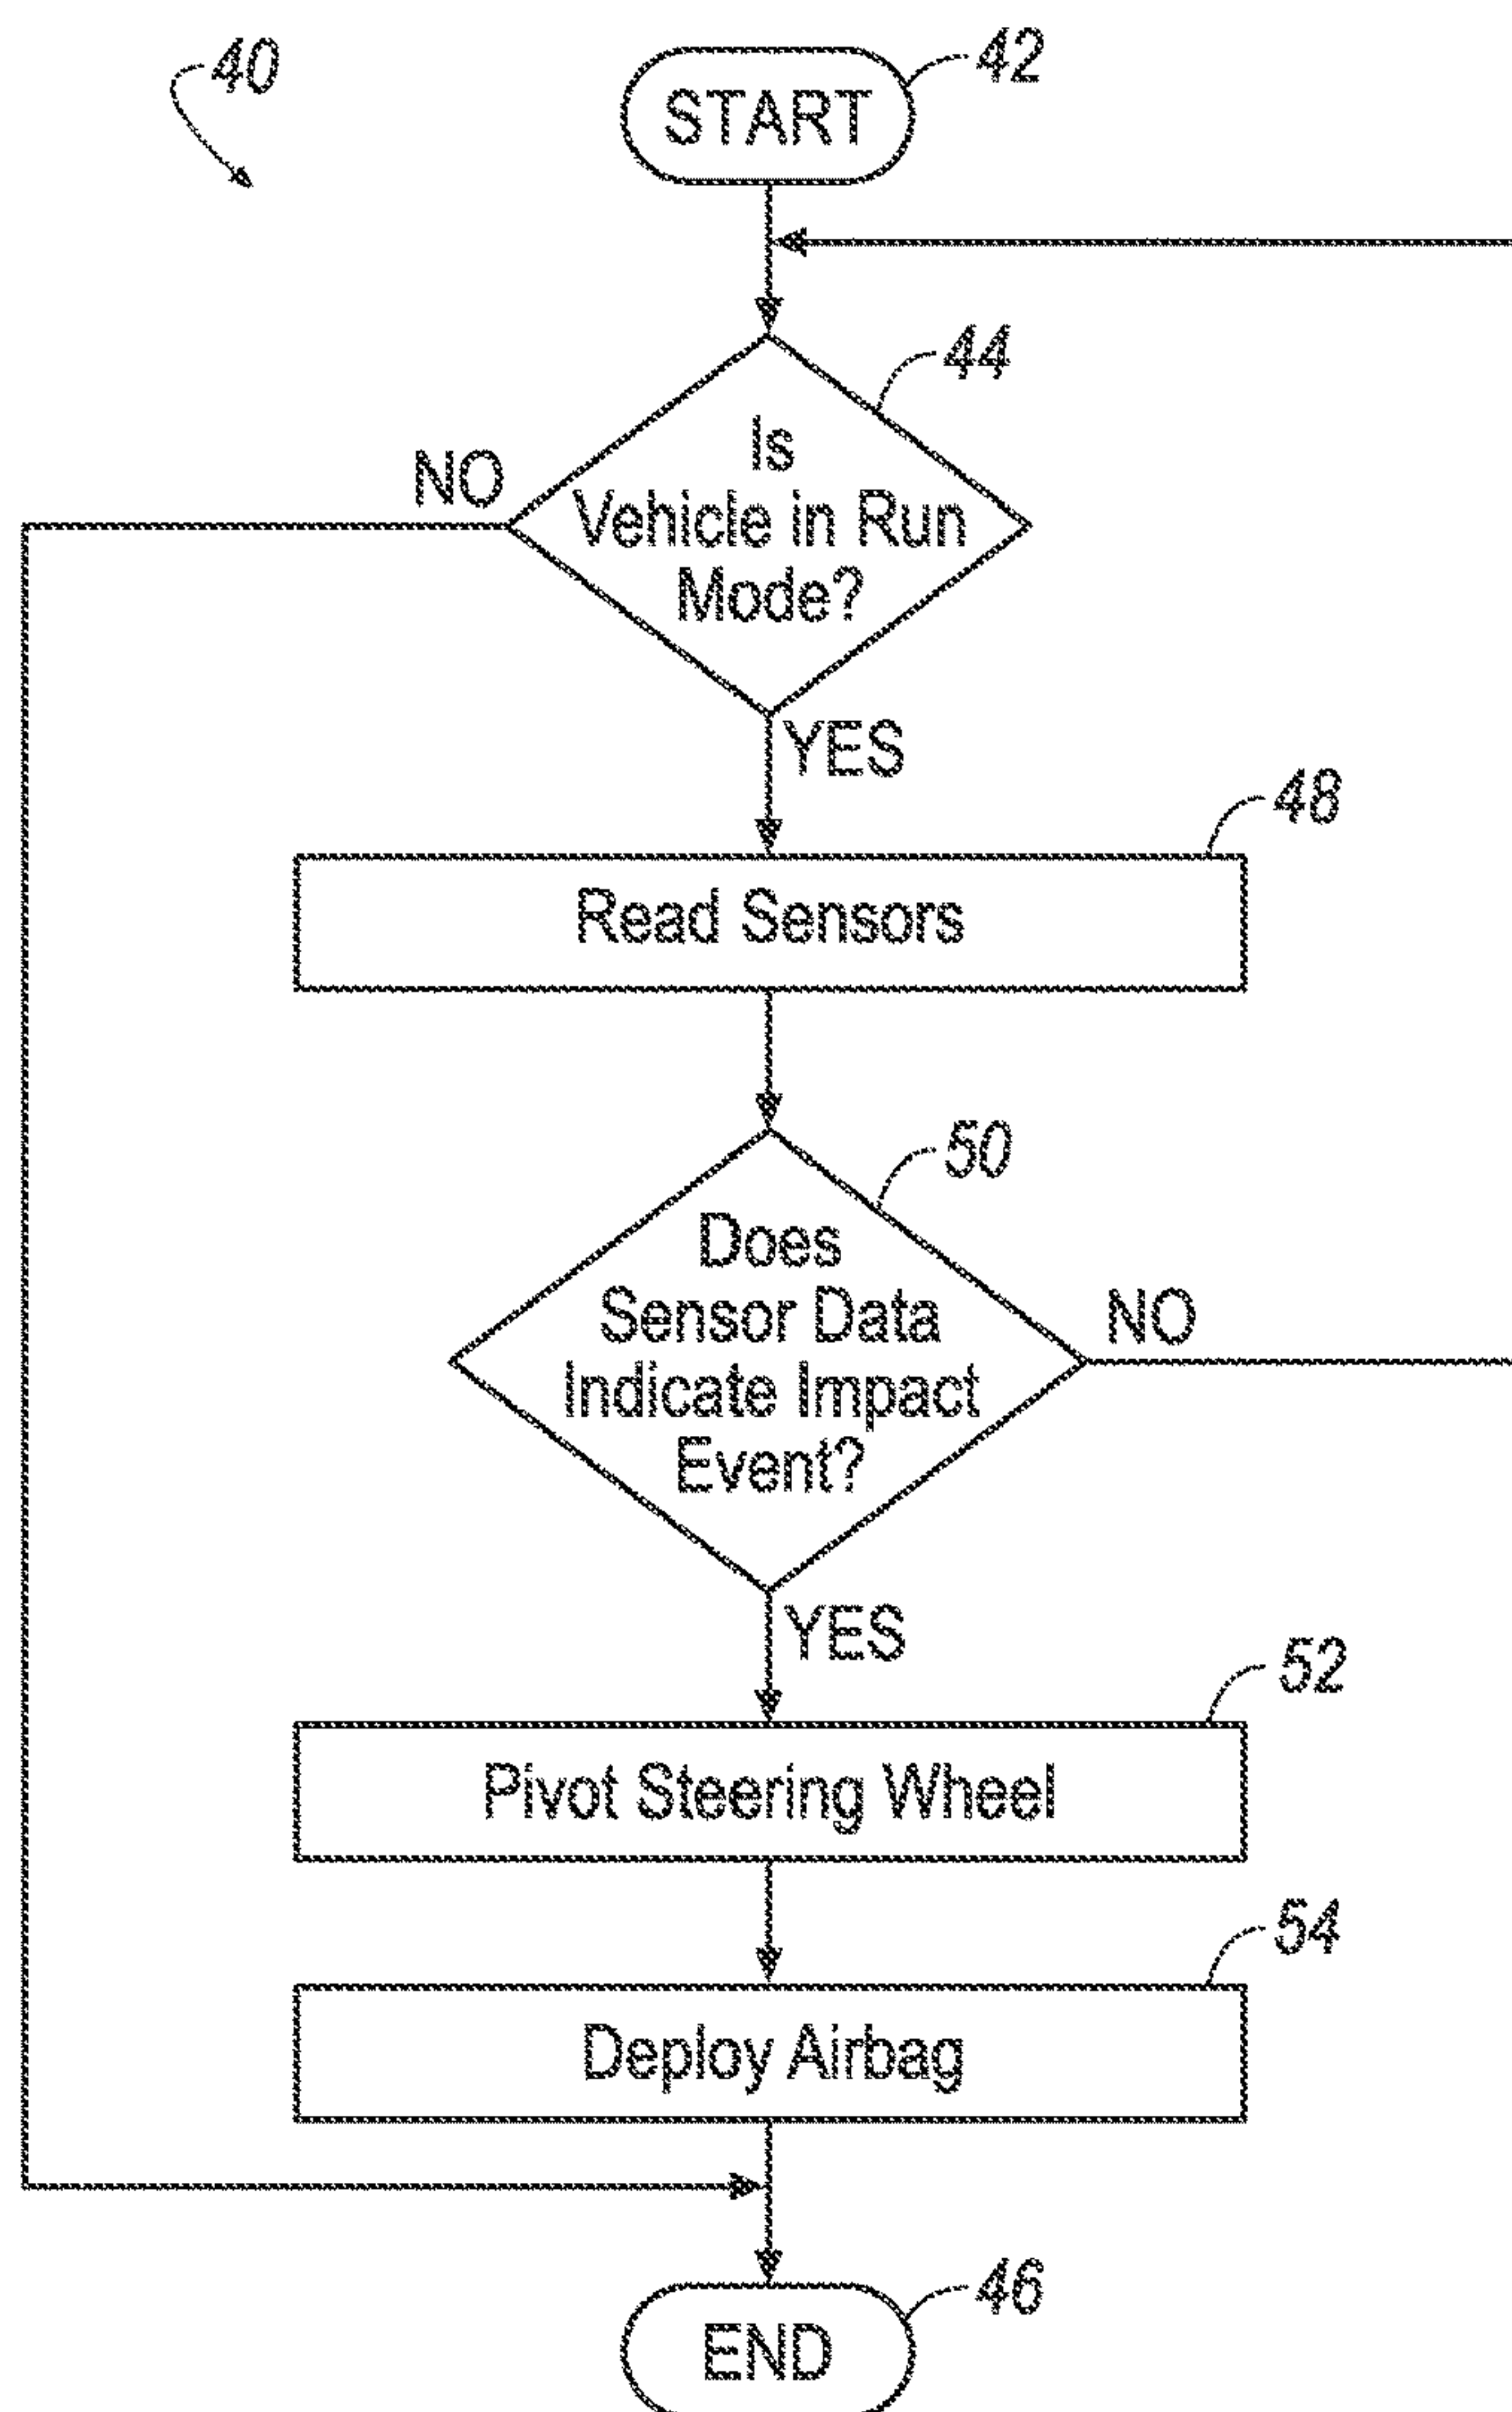 40
42
START
44
Is
Vehicle in Run
Mode?
NO
YES
48
Read Sensors
50
Does
Sensor Data
Indicate Impact
Event?
NO
YES
52
Pivot Steering Wheel
54
Deploy Airbag
46
END